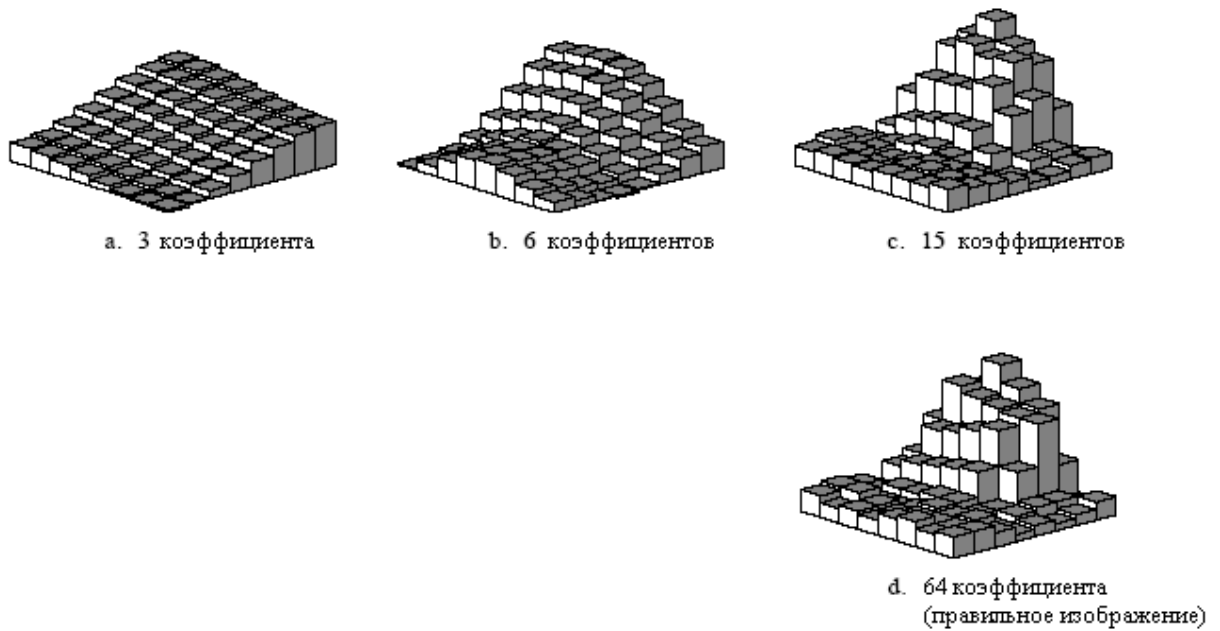 a. 3 коэффициента
b. 6 коэффициентов
c. 15 коэффициентов
d. 64 коэффициента
(правильное изображение)